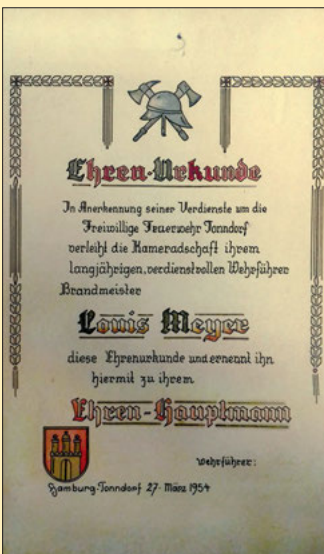 Ehren-Urkunde
In Anerkennung seiner Verdienste um die
Freiwillige Feuerwehr Tonndorf
verleiht die Kameradschaft ihrem
langjährigen, verdienstvollen Wehrführer
Brandmeister
Louis Meyer
diese Ehrenurkunde und ernennt ihn
hiermit zu ihrem
Ehren-Hauptmann
Wehrführer:
Hamburg-Tonndorf 27. März 1954